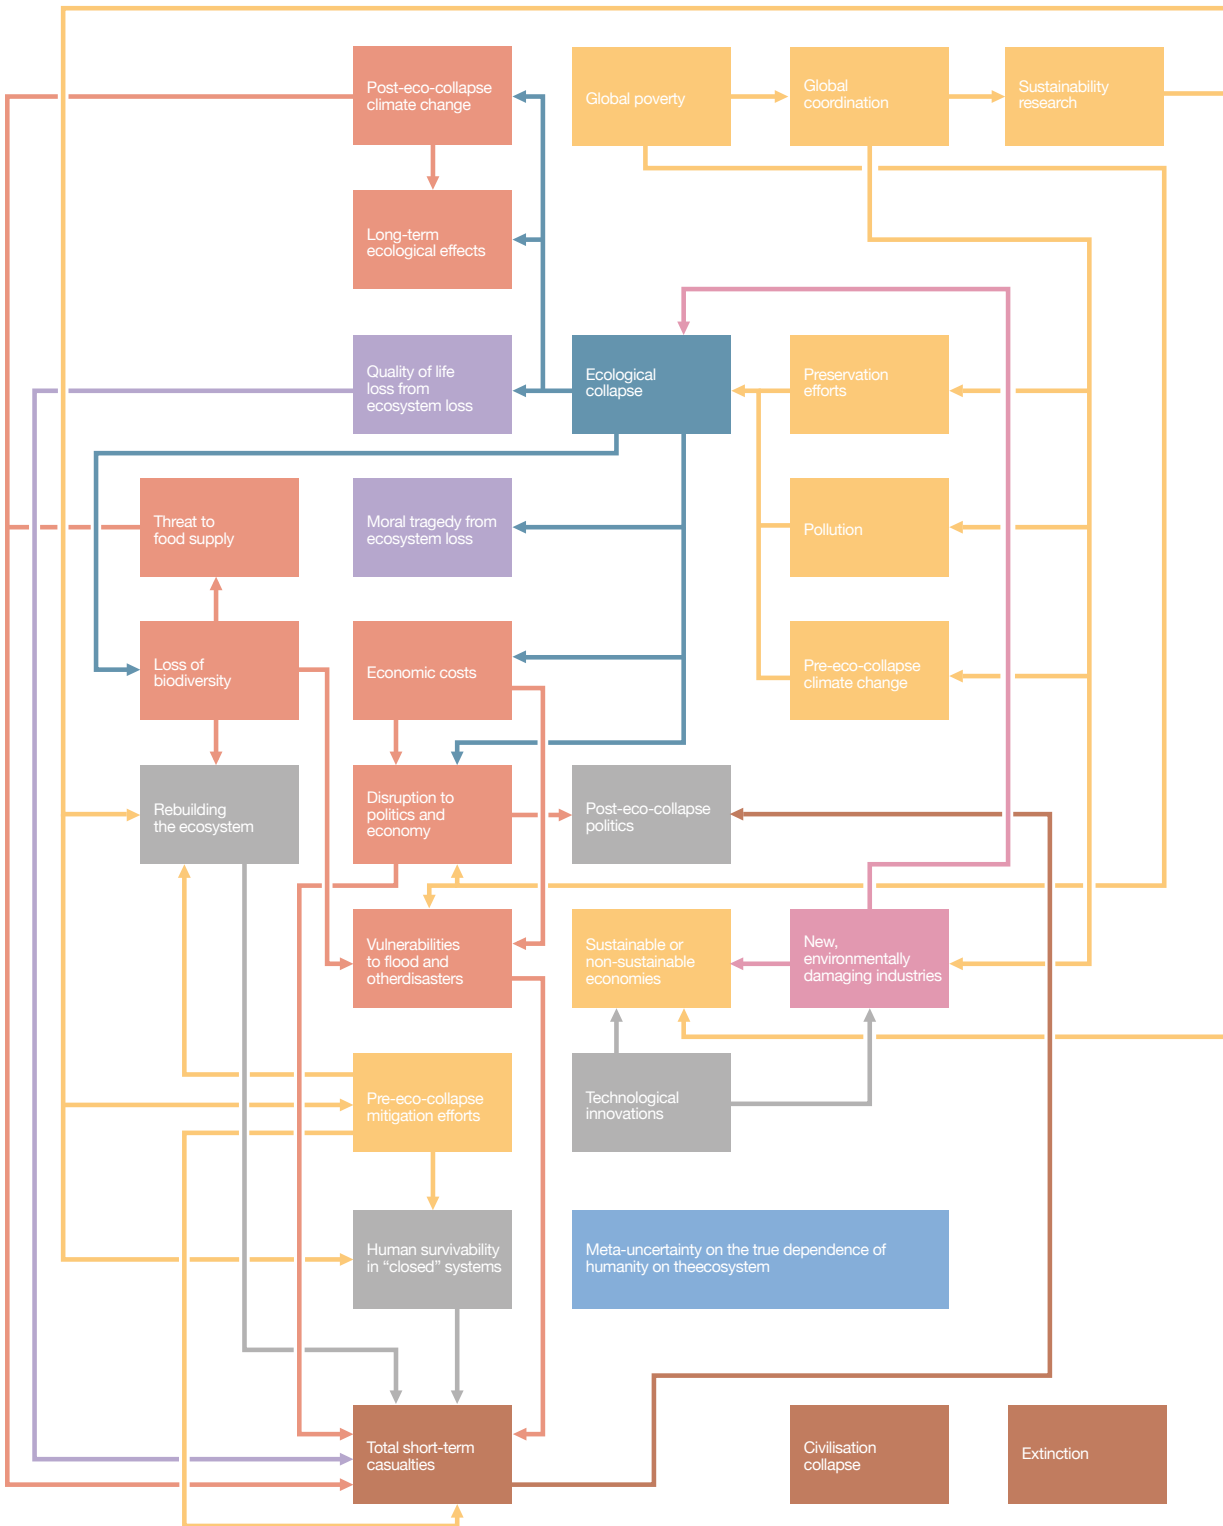 Post-eco-collapse
climate change
Global poverty
Global
coordination
Sustainability
research
Long-term
ecological effects
Quality of life
loss from
ecosystem loss
Ecological
collapse
Preservation
efforts
Threat to
food supply
Moral tragedy from
ecosystem loss
Pollution
Loss of
biodiversity
Economic costs
Pre-eco-collapse
climate change
Rebuilding
the ecosystem
Disruption to
politics and
economy
Post-eco-collapse
politics
Vulnerabilities
to flood and
otherdisasters
Sustainable or
non-sustainable
economies
New,
environmentally
damaging industries
Pre-eco-collapse
mitigation efforts
Technological
innovations
Human survivability
in “closed” systems
Meta-uncertainty on the true dependence of
humanity on theecosystem
Total short-term
casualties
Civilisation
collapse
Extinction